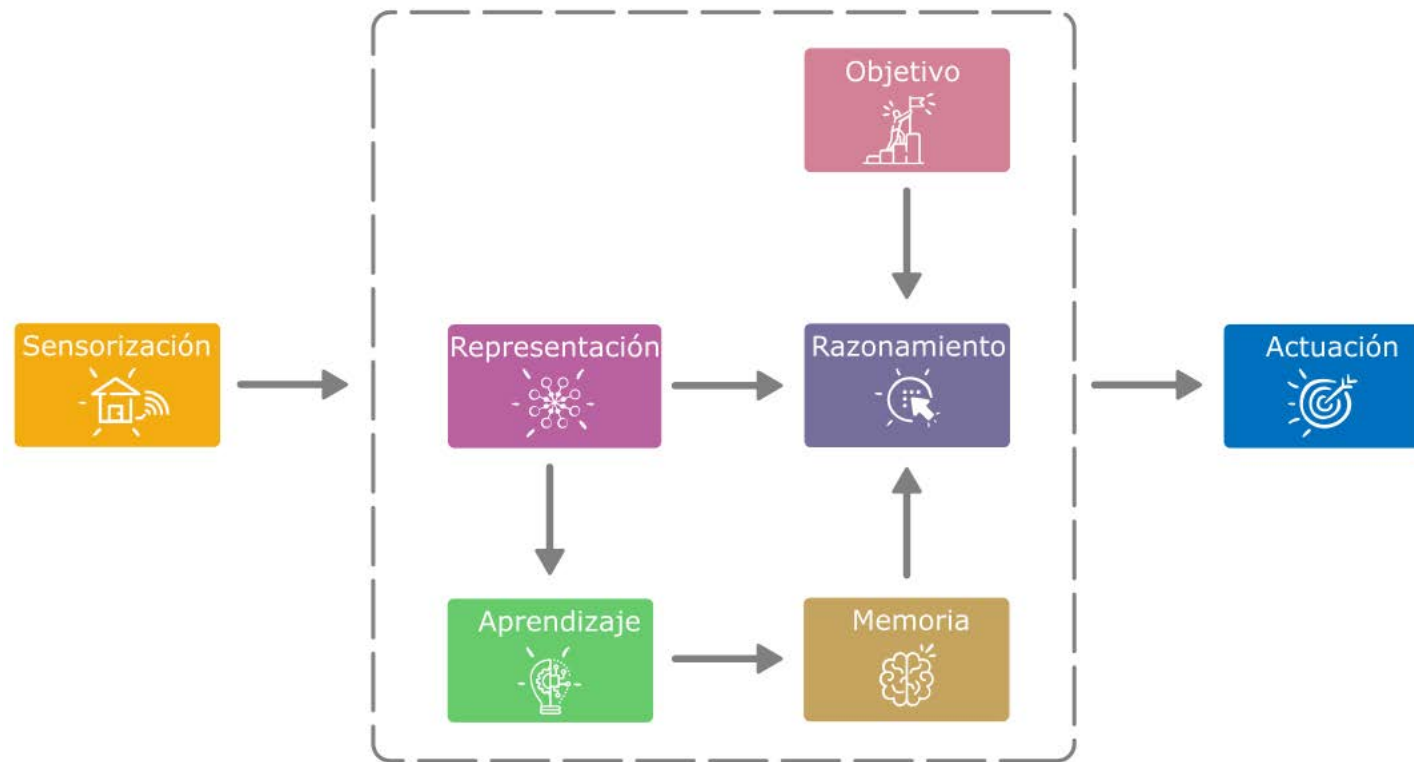 Objetivo
Sensorización
Representación
Razonamiento
Actuación
Aprendizaje
Memoria